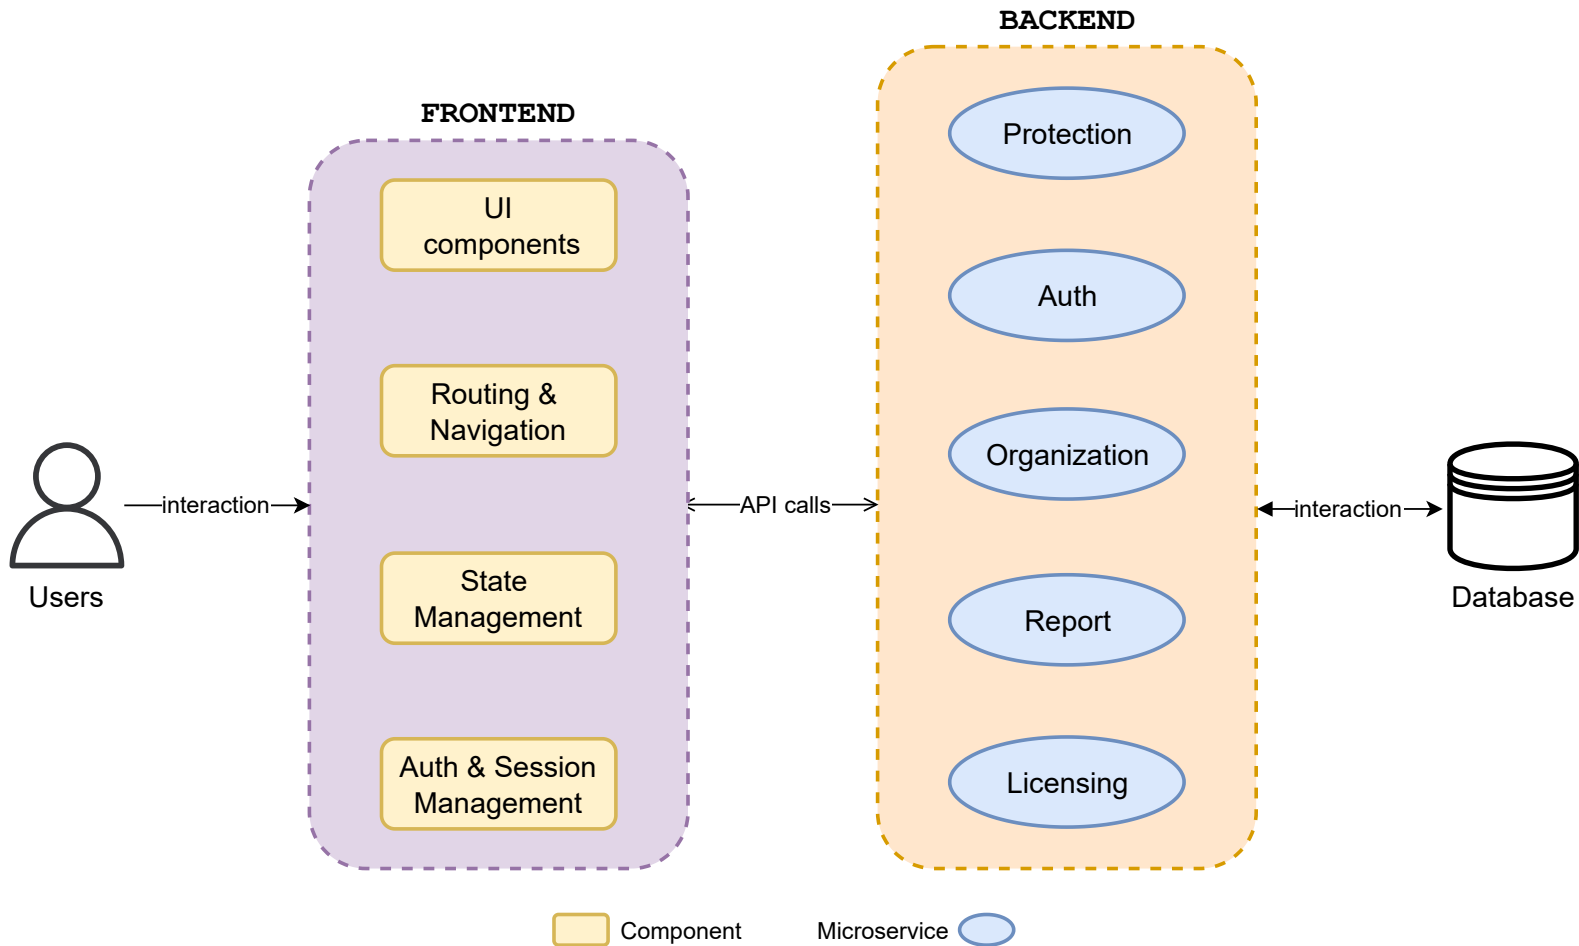 BACKEND
FRONTEND
Protection
UI
components
Auth
Routing &
Navigation
Organization
interaction
API calls
interaction
State
Management
Users
Database
Report
Auth & Session
Management
Licensing
Component
Microservice